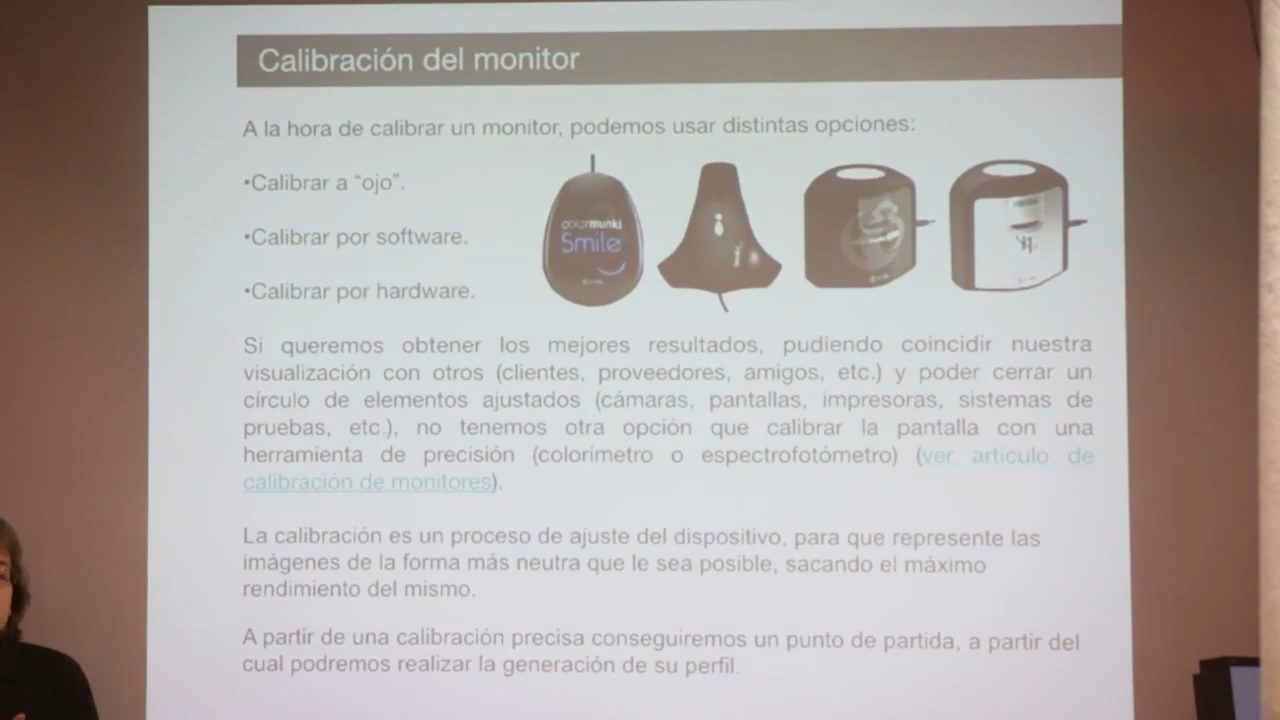 Calibración del monitor
A la hora de calibrar un monitor, podemos usar distintas opciones:
•Calibrar a “ojo”.
•Calibrar por software.
•Calibrar por hardware.
colormunki
Smile
Si queremos obtener los mejores resultados, pudiendo coincidir nuestra
visualización con otros (clientes, proveedores, amigos, etc.) y poder cerrar un
círculo de elementos ajustados (cámaras, pantallas, impresoras, sistemas de
pruebas, etc.), no tenemos otra opción que calibrar la pantalla con una
herramienta de precisión (colorímetro o espectrofotómetro) (ver artículo de
calibración de monitores).
La calibración es un proceso de ajuste del dispositivo, para que represente las
imágenes de la forma más neutra que le sea posible, sacando el máximo
rendimiento del mismo.
A partir de una calibración precisa conseguiremos un punto de partida, a partir del
cual podremos realizar la generación de su perfil.